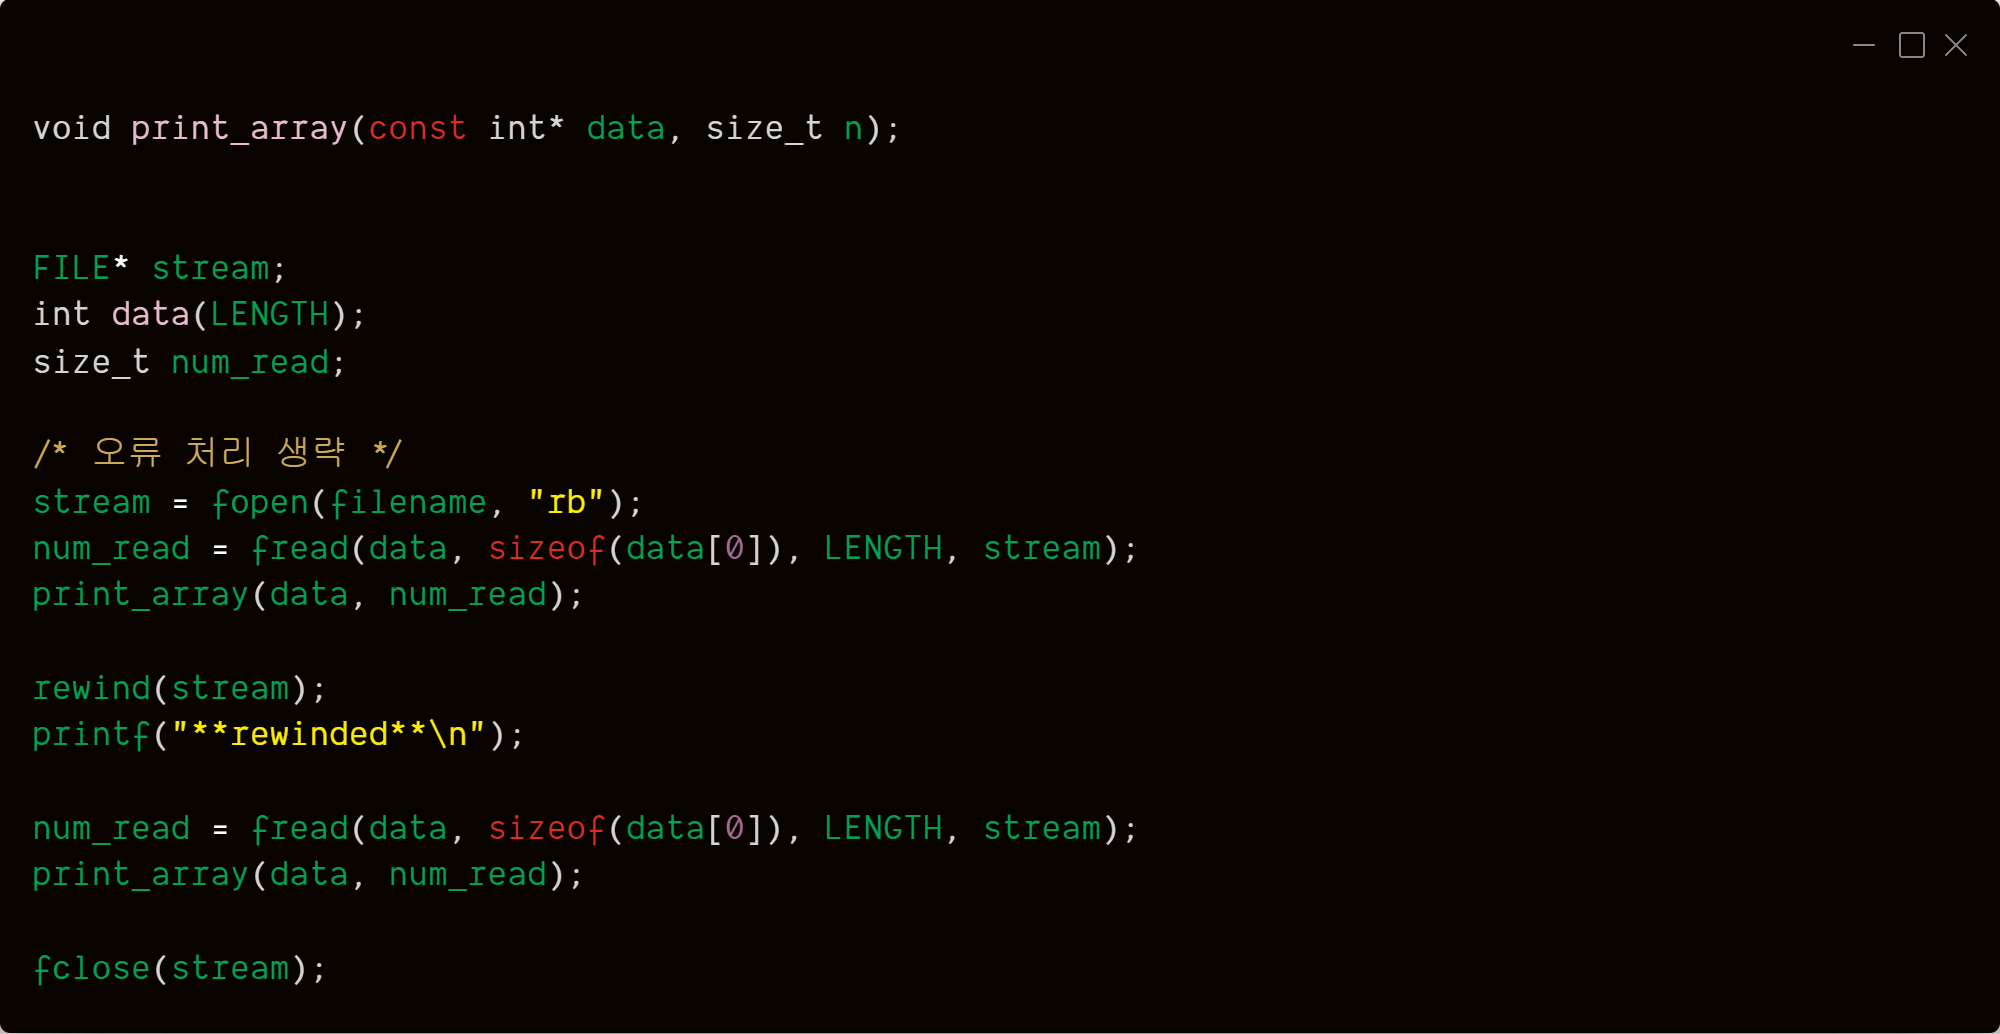 void print_array(const int* data, size_t n);
FILE* stream;
int data(LENGTH);
size_t num_read;
/* 오류 처리 생략 */
stream = fopen(filename, "rb");
num_read = fread(data, sizeof(data[0]), LENGTH, stream);
print_array(data, num_read);
rewind(stream);
printf("**rewinded**\n");
num_read = fread(data, sizeof(data[0]), LENGTH, stream);
print_array(data, num_read);
fclose(stream);